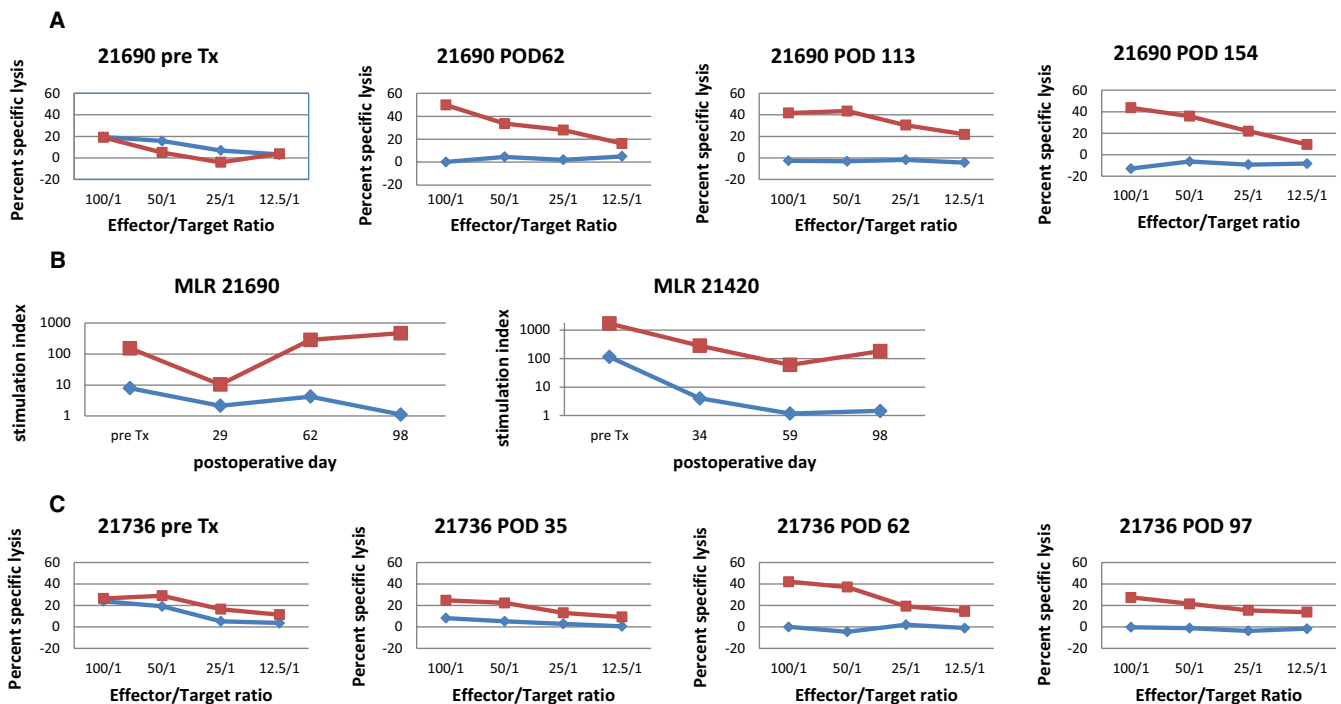 A
21690 pre Tx
Percent specific lysis
60
40
20
0
-20
100/1 50/1 25/1 12.5/1
Effector/Target Ratio
21690 POD62
Percent specific lysis
60
40
20
0
-20
100/1 50/1 25/1 12.5/1
Effector/Target Ratio
21690 POD 113
Percent specific lysis
60
40
20
0
-20
100/1 50/1 25/1 12.5/1
Effector/Target ratio
21690 POD 154
Percent specific lysis
60
40
20
0
-20
100/1 50/1 25/1 12.5/1
Effector/Target ratio
B
MLR 21690
stimulation index
1000
100
10
1
pre Tx 29 62 98
postoperative day
MLR 21420
stimulation index
1000
100
10
1
pre Tx 34 59 98
postoperative day
C
21736 pre Tx
Percent specific lysis
60
40
20
0
-20
100/1 50/1 25/1 12.5/1
Effector/Target ratio
21736 POD 35
Percent specific lysis
60
40
20
0
-20
100/1 50/1 25/1 12.5/1
Effector/Target ratio
21736 POD 62
Percent specific lysis
60
40
20
0
-20
100/1 50/1 25/1 12.5/1
Effector/Target ratio
21736 POD 97
Percent specific lysis
60
40
20
0
-20
100/1 50/1 25/1 12.5/1
Effector/Target Ratio